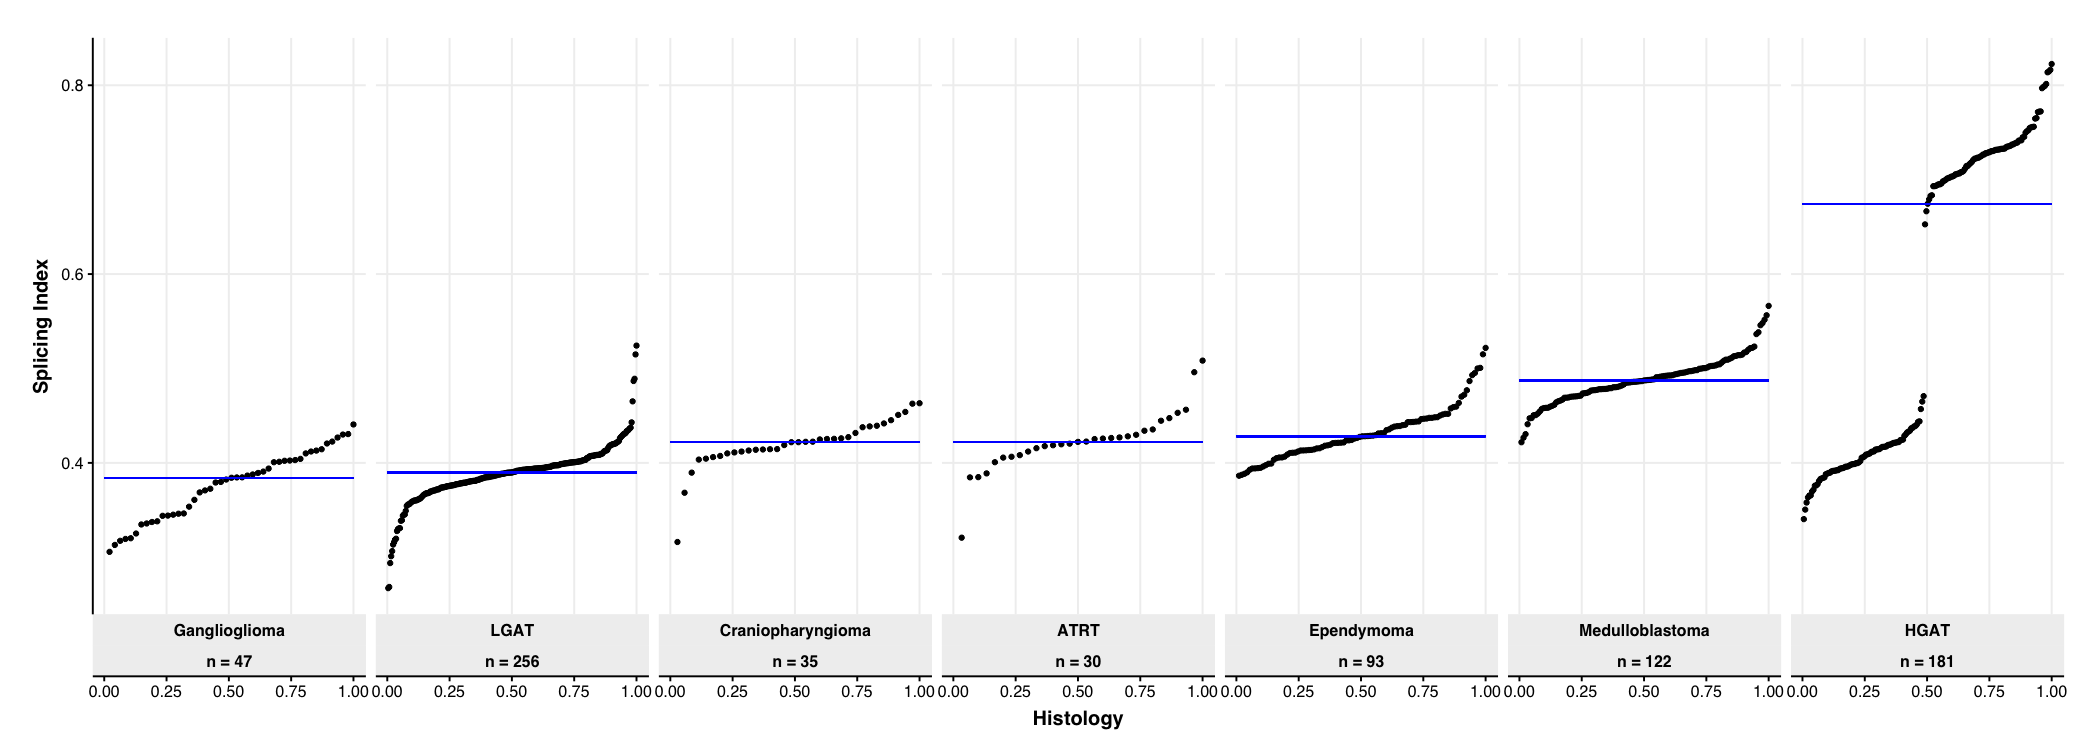 Splicing Index
0.8
0.6
0.4
Ganglioglioma
n = 47
LGAT
n = 256
Craniopharyngioma
n = 35
ATRT
n = 30
Ependymoma
n = 93
Medulloblastoma
n = 122
HGAT
n = 181
0.00 0.25 0.50 0.75 1.00
0.00 0.25 0.50 0.75 1.00
0.00 0.25 0.50 0.75 1.00
0.00 0.25 0.50 0.75 1.00
0.00 0.25 0.50 0.75 1.00
0.00 0.25 0.50 0.75 1.00
0.00 0.25 0.50 0.75 1.00
Histology